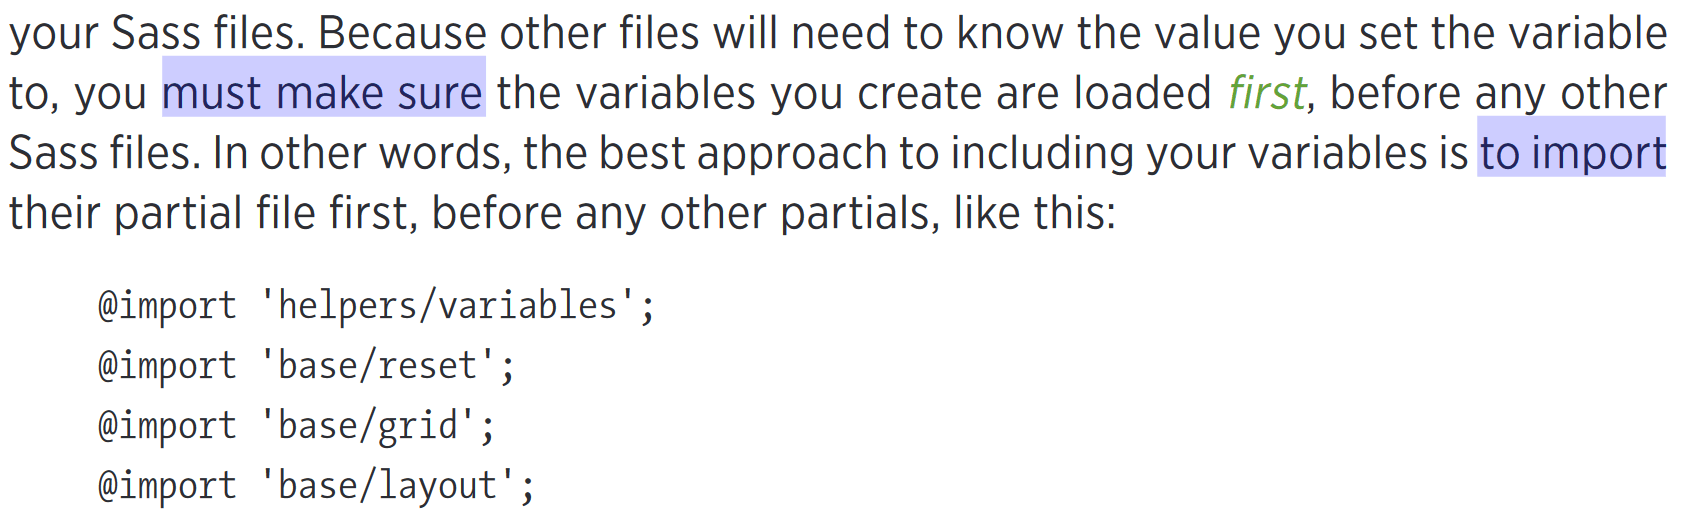 your Sass files. Because other files will need to know the value you set the variable
to, you must make sure the variables you create are loaded first, before any other
Sass files. In other words, the best approach to including your variables is to import
their partial file first, before any other partials, like this:
@import 'helpers/variables';
@import 'base/reset';
@import 'base/grid';
@import 'base/layout';